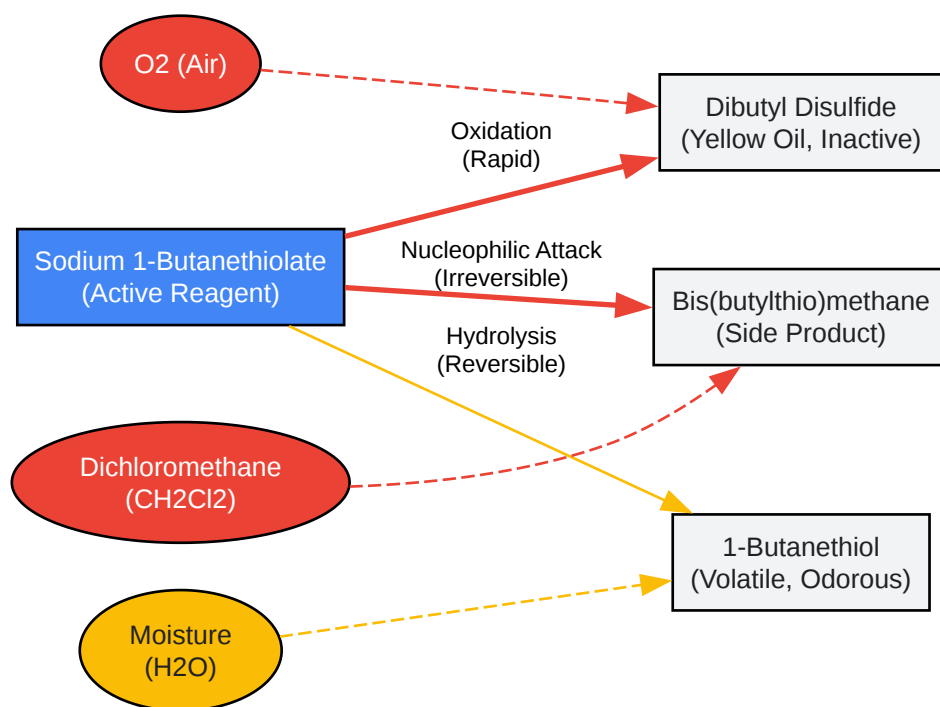 O2 (Air)
Dibutyl Disulfide
(Yellow Oil, Inactive)
Oxidation
(Rapid)
Sodium 1-Butanethiolate
(Active Reagent)
Nucleophilic Attack
(Irreversible)
Bis(butylthio)methane
(Side Product)
Hydrolysis
(Reversible)
Dichloromethane
(CH2Cl2)
1-Butanethiol
(Volatile, Odorous)
Moisture
(H2O)